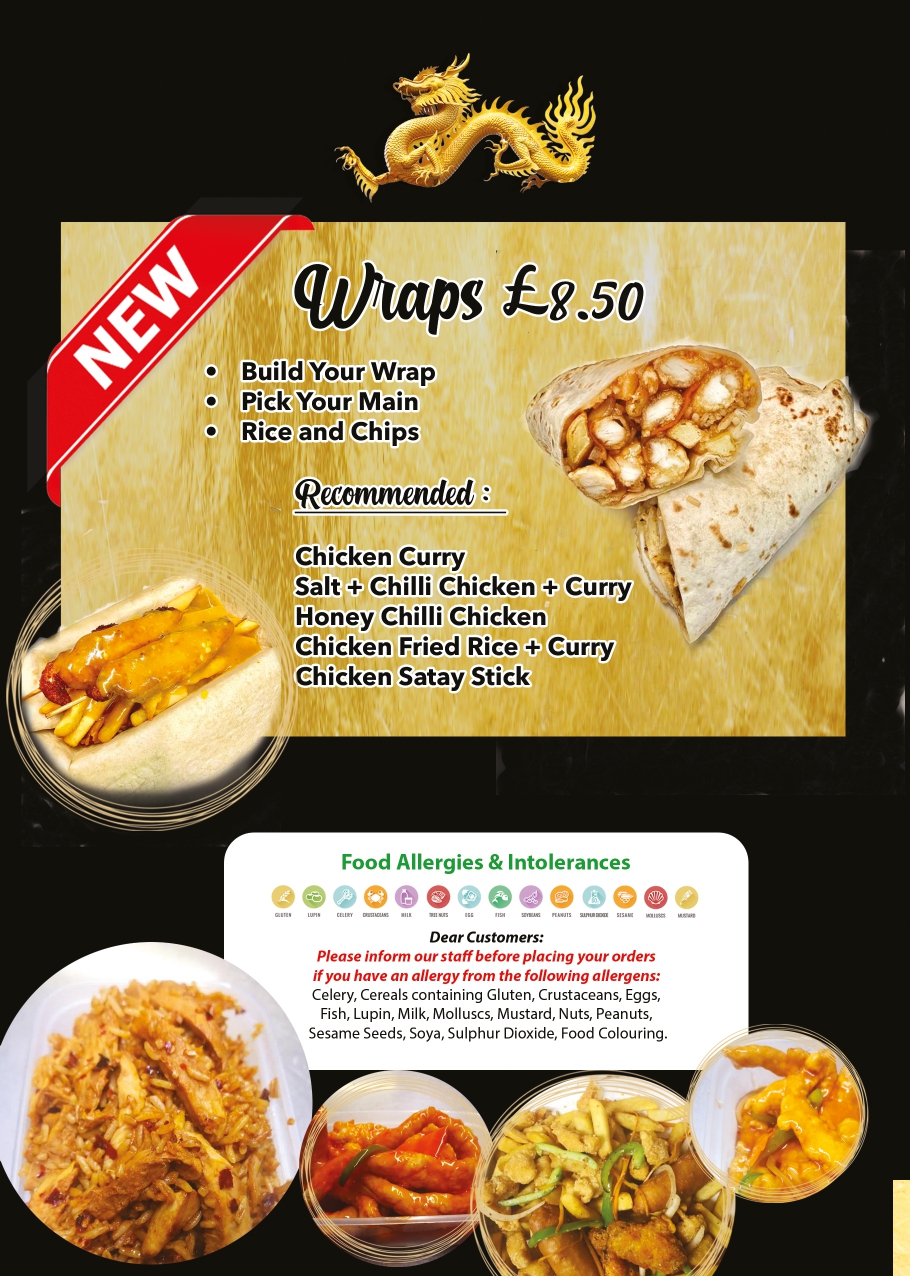 NEW
Wraps £8.50
• Build Your Wrap
• Pick Your Main
• Rice and Chips
Recommended :
Chicken Curry
Salt + Chilli Chicken + Curry
Honey Chilli Chicken
Chicken Fried Rice + Curry
Chicken Satay Stick
Food Allergies & Intolerances
GLUTEN LUPIN CELERY CRUSTACEANS MILK TREE NUTS EGG FISH SOYBEANS PEANUTS SULPHUR DIOXIDE SESAME MOLLUSCS MUSTARD
Dear Customers:
Please inform our staff before placing your orders
if you have an allergy from the following allergens:
Celery, Cereals containing Gluten, Crustaceans, Eggs,
Fish, Lupin, Milk, Molluscs, Mustard, Nuts, Peanuts,
Sesame Seeds, Soya, Sulphur Dioxide, Food Colouring.